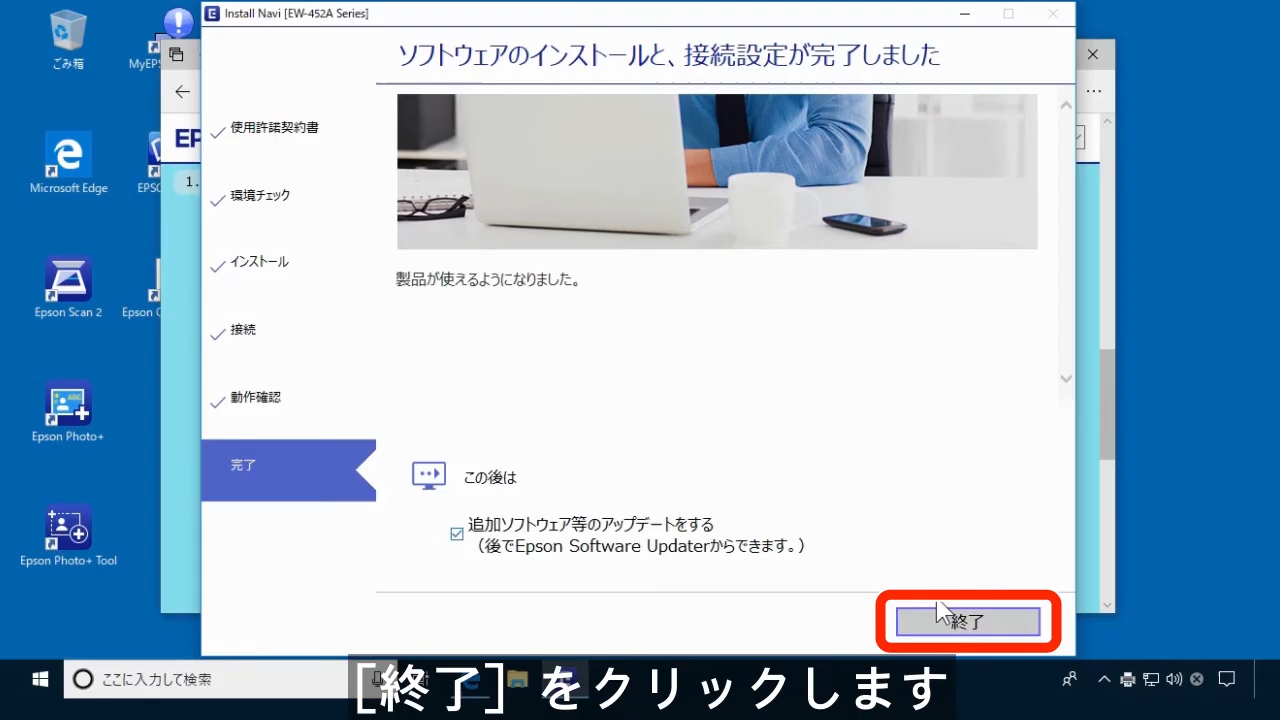 Install Navi [EW-452A Series]
ごみ箱
Microsoft Edge
Epson Scan 2
Epson Photo+
Epson Photo+ Tool
ソフトウェアのインストールと、接続設定が完了しました
使用許諾契約書
環境チェック
インストール
接続
動作確認
完了
製品が使えるようになりました。
この後は
追加ソフトウェア等のアップデートをする
（後でEpson Software Updaterからできます。）
終了
ここに入力して検索
［終了］をクリックします